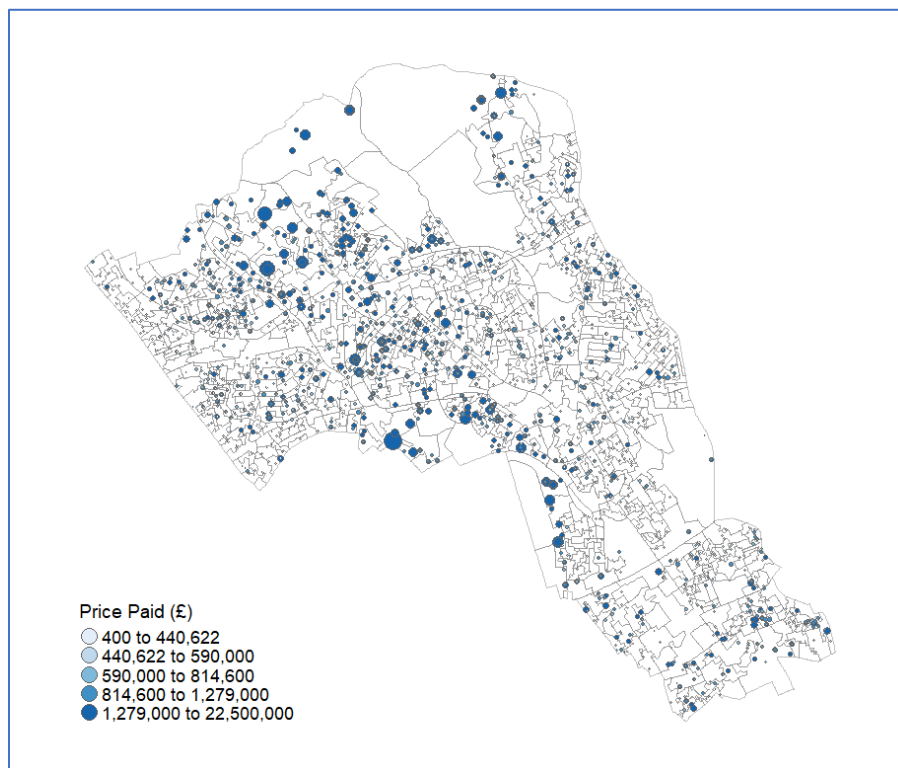 Price Paid (£)
400 to 440,622
440,622 to 590,000
590,000 to 814,600
814,600 to 1,279,000
1,279,000 to 22,500,000